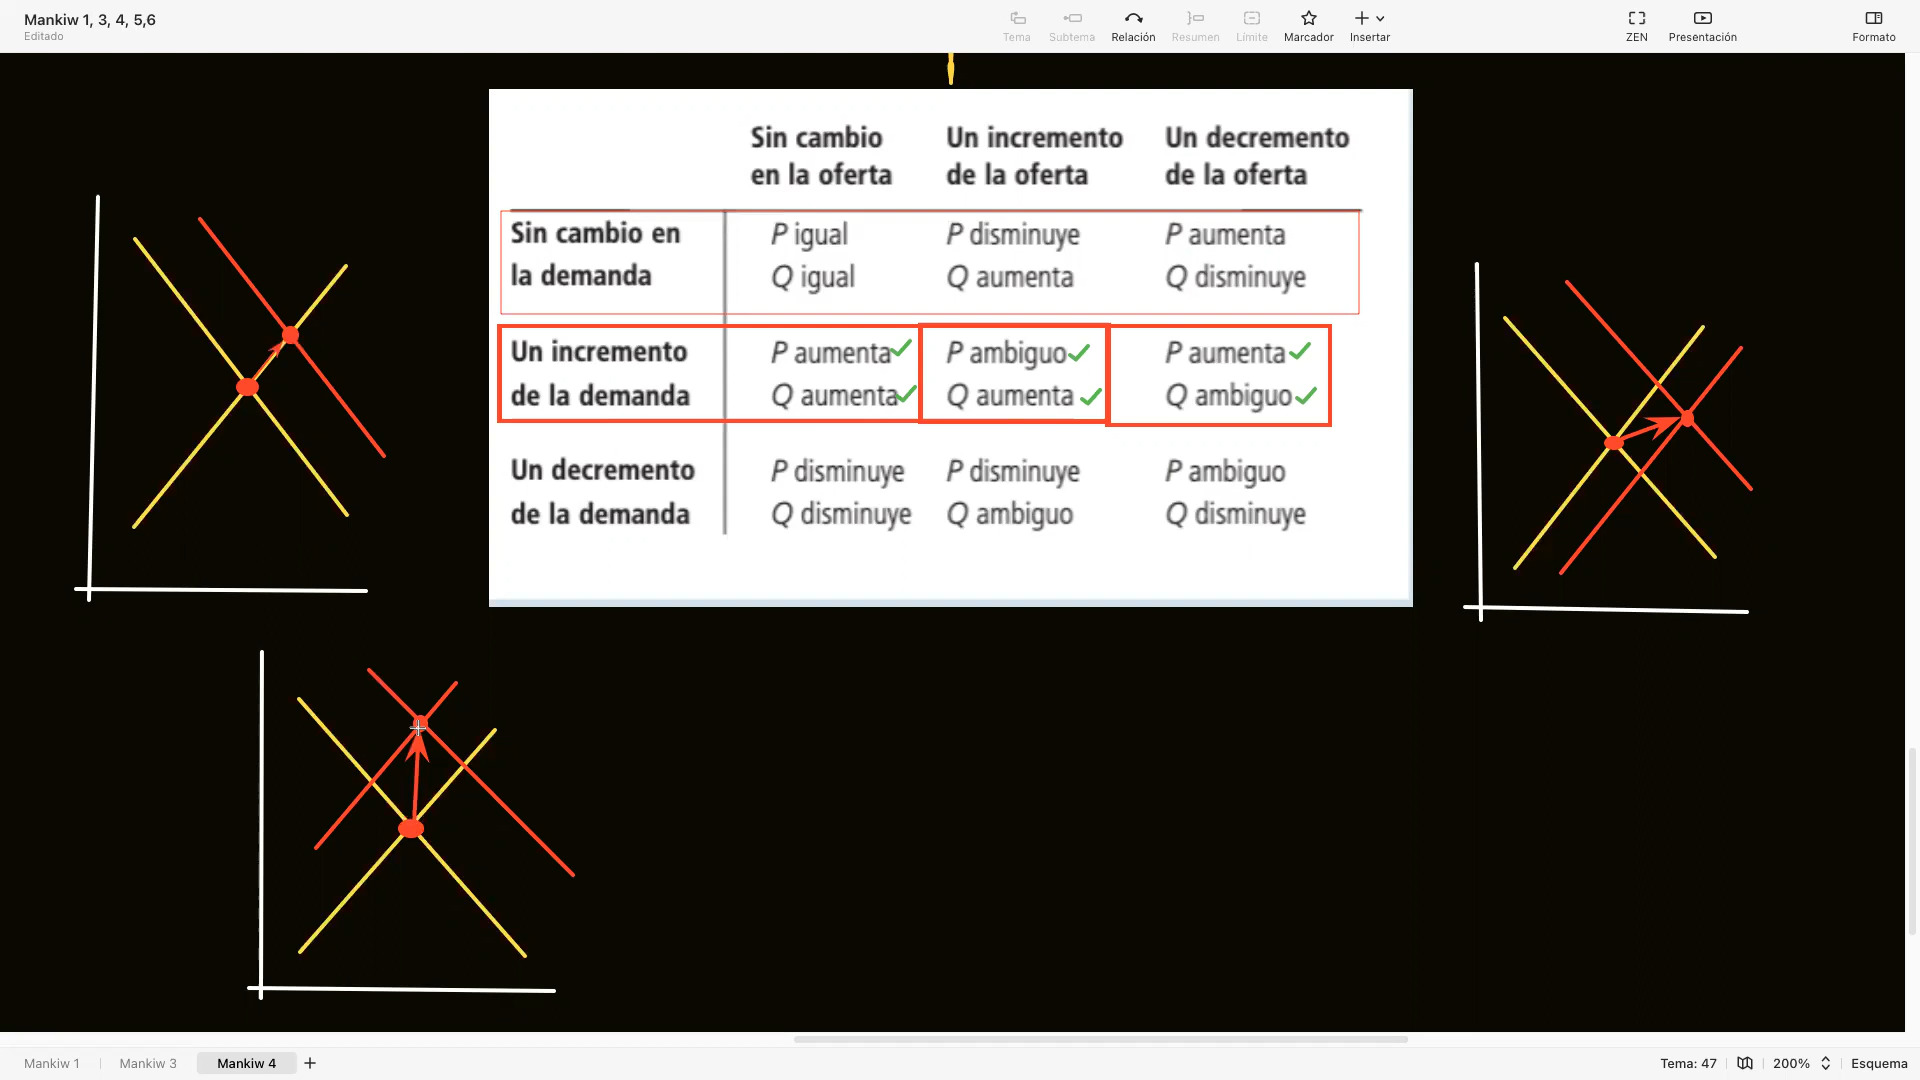 Mankiw 1, 3, 4, 5,6
Editado
Tema
Subtema
Relación
Resumen
Límite
Marcador
Insertar
ZEN
Presentación
Formato
Sin cambio Un incremento Un decremento
en la oferta de la oferta de la oferta
Sin cambio en P igual P disminuye P aumenta
la demanda Q igual Q aumenta Q disminuye
Un incremento P aumenta P ambiguo P aumenta
de la demanda Q aumenta Q aumenta Q ambiguo
Un decremento P disminuye P disminuye P ambiguo
de la demanda Q disminuye Q ambiguo Q disminuye
Mankiw 1
Mankiw 3
Mankiw 4
Tema: 47
200%
Esquema